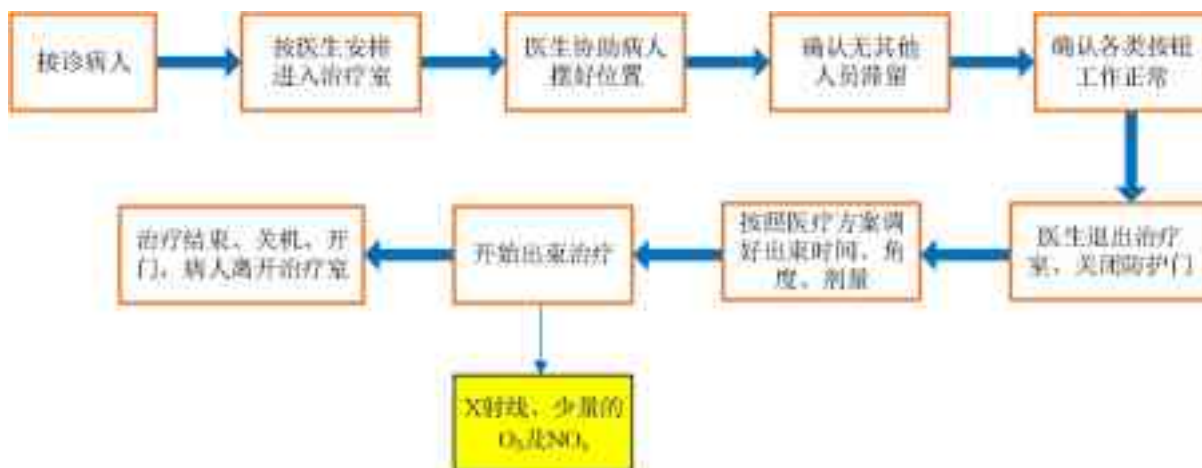 接诊病人
按医生安排
进入治疗室
医生协助病人
摆好位置
确认无其他
人员滞留
确认各类按钮
工作正常
医生退出治疗
室、关闭防护门
按照医疗方案调
好出束时间、角
度、剂量
开始出束治疗
治疗结束、关机、开
门，病人离开治疗室
X射线、少量的
O₃及NOₓ